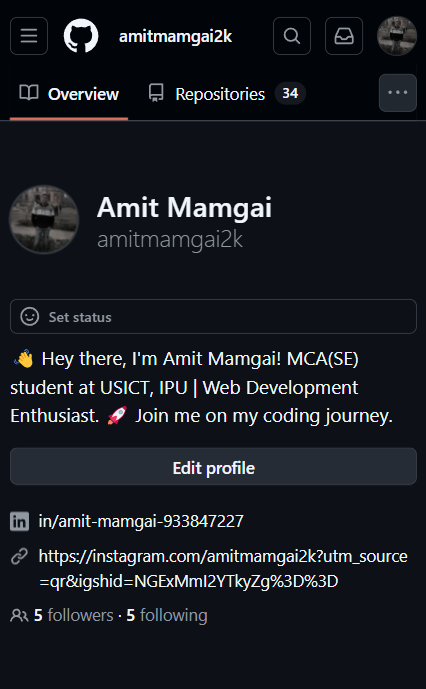 amitmamgai2k
Overview
Repositories 34
Amit Mamgai
amitmamgai2k
Set status
👋 Hey there, I'm Amit Mamgai! MCA(SE)
student at USICT, IPU | Web Development
Enthusiast. 🚀 Join me on my coding journey.
Edit profile
in/amit-mamgai-933847227
https://instagram.com/amitmamgai2k?utm_source
=qr&igshid=NGExMmI2YTkyZg%3D%3D
5 followers · 5 following